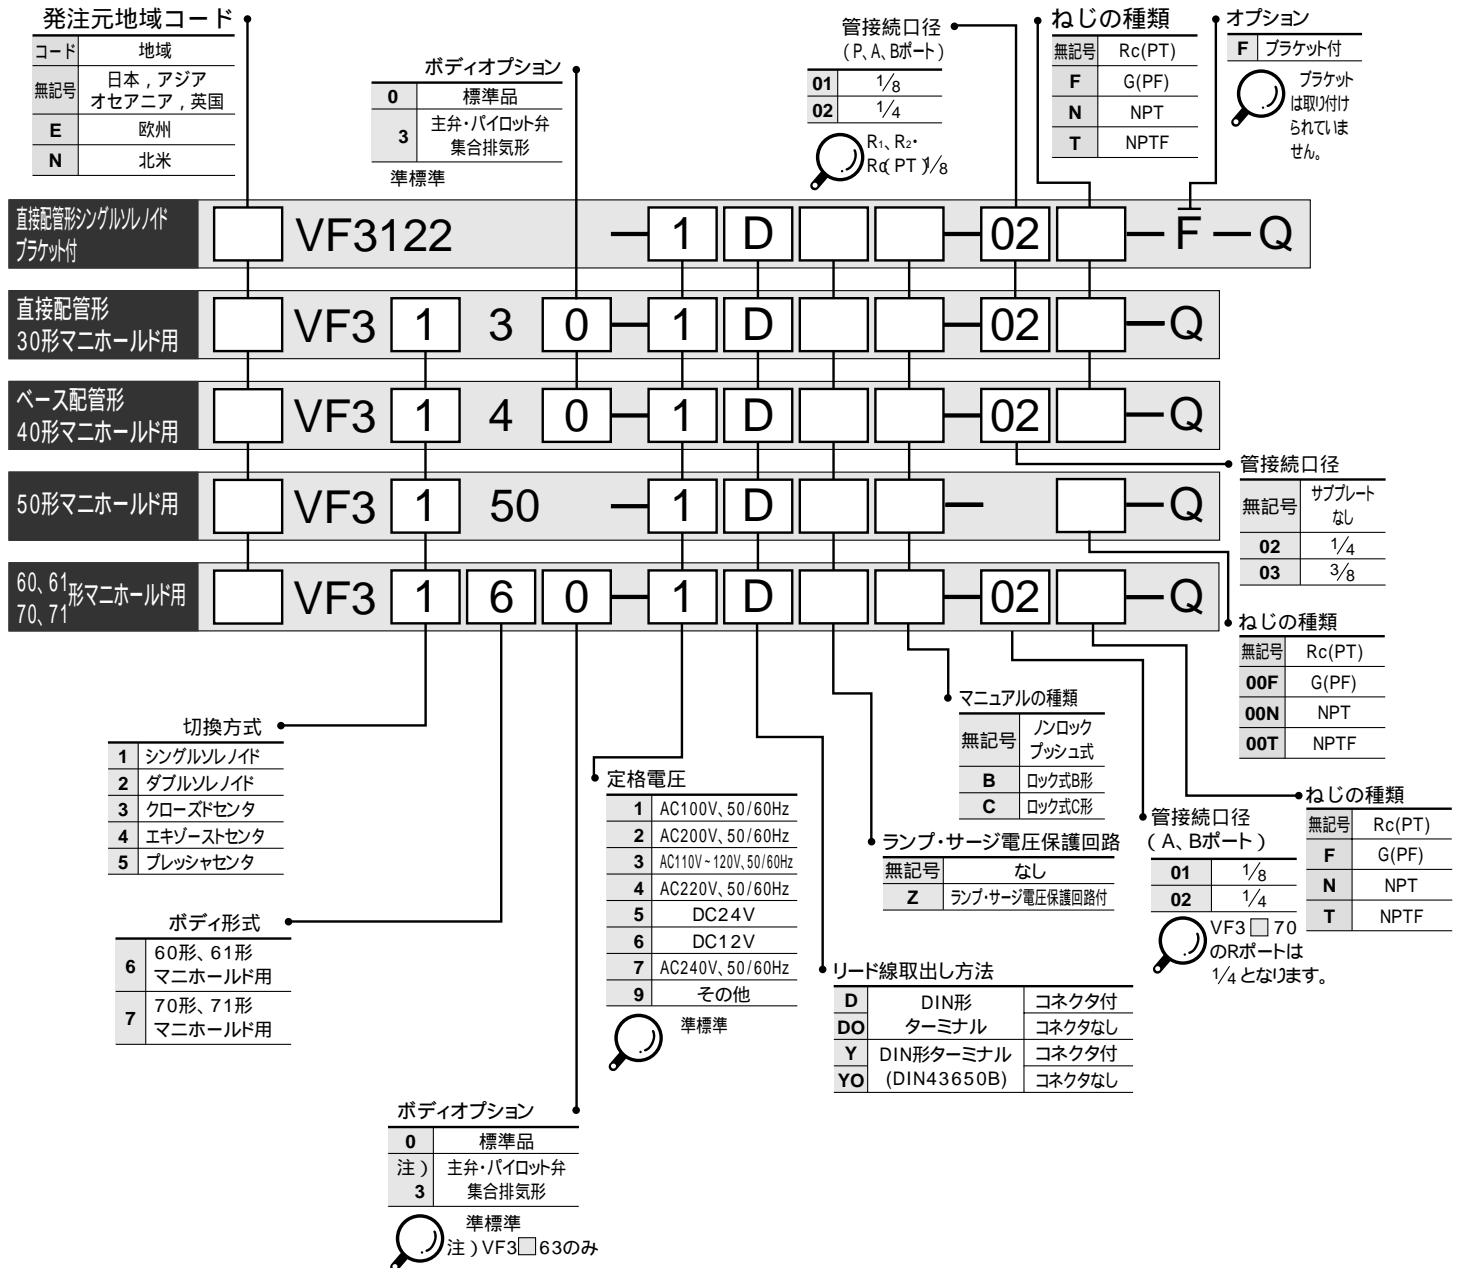 発注元地域コード
コード 地域
無記号 日本,アジア
オセアニア,英国
E 欧州
N 北米
ボディオプション
0 標準品
3 主弁・パイロット弁
集合排気形
準標準
管接続口径
(P、A、Bポート)
01 1/8
02 1/4
R1、R2・
Rc(PT)1/8
ねじの種類
無記号 Rc(PT)
F G(PF)
N NPT
T NPTF
オプション
F ブラケット付
ブラケット
は取り付け
られていま
せん。
直接配管形シングルソレノイド
ブラケット付
VF3122 — 1 D — 02 — F — Q
直接配管形
30形マニホールド用
VF3 1 3 0 — 1 D — 02 — Q
ベース配管形
40形マニホールド用
VF3 1 4 0 — 1 D — 02 — Q
50形マニホールド用
VF3 1 50 — 1 D — — Q
60、61
70、71
形マニホールド用
VF3 1 6 0 — 1 D — 02 — Q
管接続口径
無記号 サブプレート
なし
02 1/4
03 3/8
ねじの種類
無記号 Rc(PT)
00F G(PF)
00N NPT
00T NPTF
切換方式
1 シングルソレノイド
2 ダブルソレノイド
3 クローズドセンタ
4 エキゾーストセンタ
5 プレッシャセンタ
ボディ形式
6 60形、61形
マニホールド用
7 70形、71形
マニホールド用
ボディオプション
0 標準品
注)
3 主弁・パイロット弁
集合排気形
準標準
注)VF3□63のみ
定格電圧
1 AC100V、50/60Hz
2 AC200V、50/60Hz
3 AC110V~120V、50/60Hz
4 AC220V、50/60Hz
5 DC24V
6 DC12V
7 AC240V、50/60Hz
9 その他
準標準
リード線取出し方法
D DIN形 コネクタ付
DO ターミナル コネクタなし
Y DIN形ターミナル コネクタ付
YO (DIN43650B) コネクタなし
ランプ・サージ電圧保護回路
無記号 なし
Z ランプ・サージ電圧保護回路付
マニュアルの種類
無記号 ノンロック
プッシュ式
B ロック式B形
C ロック式C形
管接続口径
(A、Bポート)
01 1/8
02 1/4
VF3□70
のRポートは
1/4となります。
ねじの種類
無記号 Rc(PT)
F G(PF)
N NPT
T NPTF